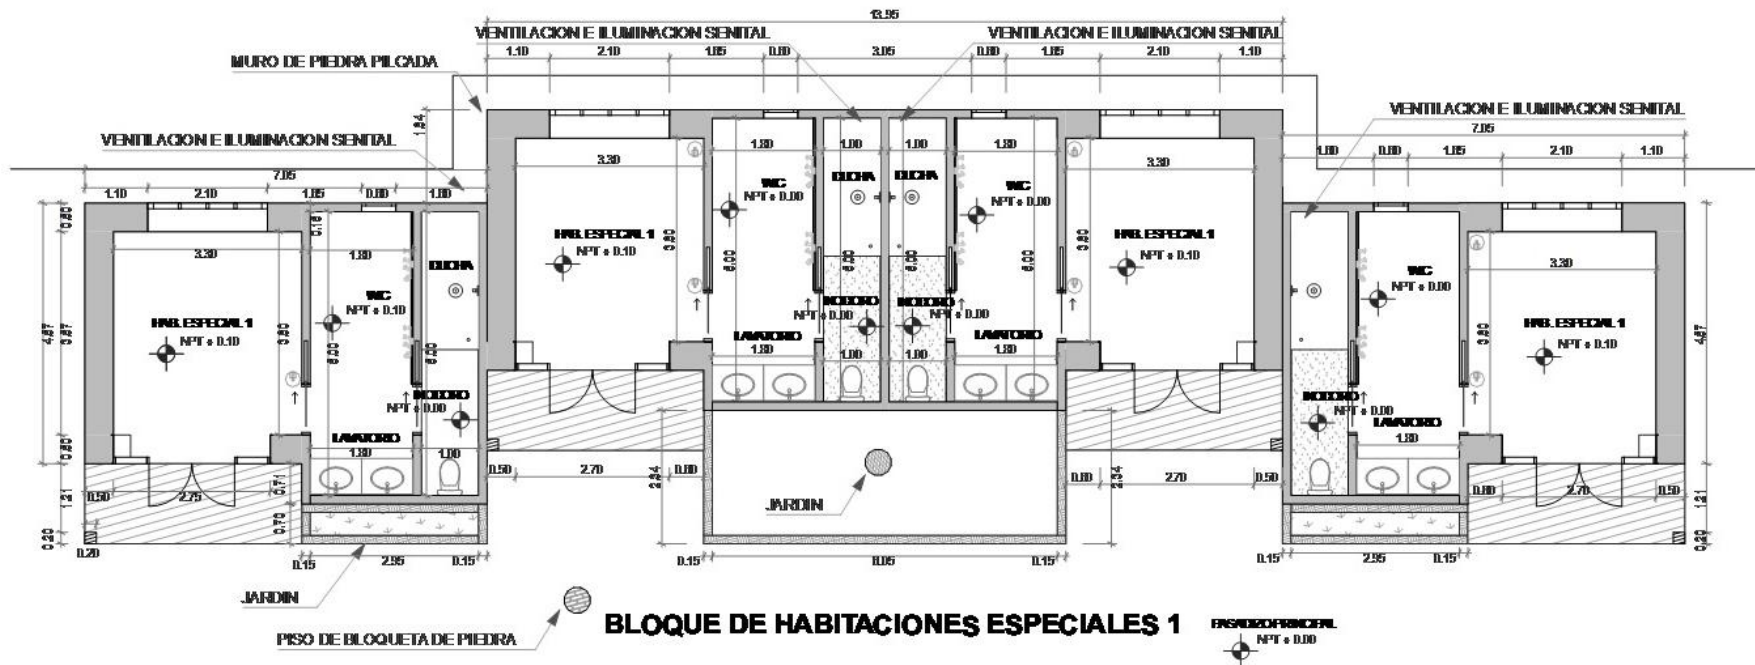 13.95
VENTILACION E ILUMINACION SENITAL
VENTILACION E ILUMINACION SENITAL
1.10 2.10 1.85 0.80 3.05 0.80 1.85 2.10 1.10
MURO DE PIEDRA PILCADA
VENTILACION E ILUMINACION SENITAL
7.05
1.80 0.80 1.85 2.10 1.10
VENTILACION E ILUMINACION SENITAL
7.05
1.10 2.10 1.85 0.80 1.80
3.30 1.80 1.00 1.00 1.80 3.30
DUCHA DUCHA
WC
NPT + 0.00
WC
NPT + 0.00
HAB. ESPECIAL 1
NPT + 0.10
HAB. ESPECIAL 1
NPT + 0.10
3.30 1.80
DUCHA
WC
NPT + 0.10
HAB. ESPECIAL 1
NPT + 0.10
3.30
WC
NPT + 0.00
HAB. ESPECIAL 1
NPT + 0.10
INODORO
NPT + 0.00
INODORO
NPT + 0.00
LAVATORIO
1.80 1.00 1.00
LAVATORIO
1.80
INODORO
NPT + 0.00
LAVATORIO
1.80 1.00
INODORO
NPT + 0.00
LAVATORIO
1.80
0.50 2.75
0.50 2.70 0.80
0.80 2.70 0.50
0.80 2.70 0.50
JARDIN
0.20 0.15 2.95 0.15
0.15 6.05 0.15
0.15 2.95 0.15
JARDIN
PISO DE BLOQUETA DE PIEDRA
BLOQUE DE HABITACIONES ESPECIALES 1
PASADIZO PRINCIPAL
NPT + 0.00